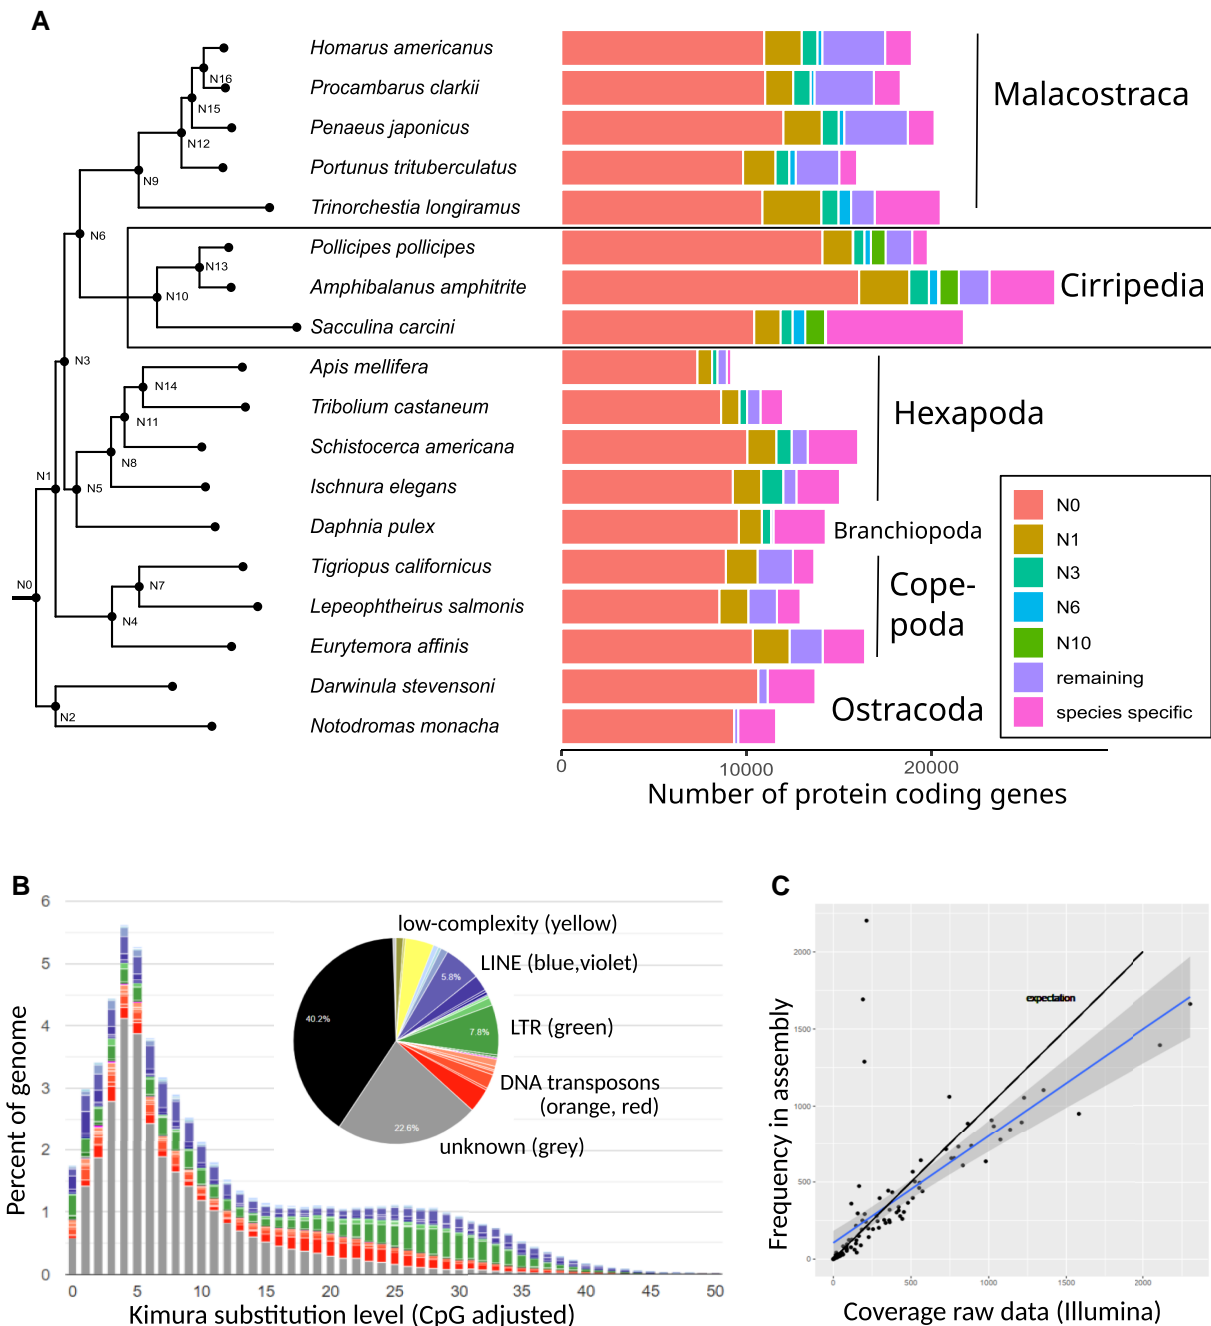 A
Homarus americanus
Procambarus clarkii
Penaeus japonicus
Portunus trituberculatus
Trinorchestia longiramus
Pollicipes pollicipes
Amphibalanus amphitrite
Sacculina carcini
Apis mellifera
Tribolium castaneum
Schistocerca americana
Ischnura elegans
Daphnia pulex
Tigriopus californicus
Lepeophtheirus salmonis
Eurytemora affinis
Darwinula stevensoni
Notodromas monacha
N16
N15
N12
N9
N6
N13
N10
N3
N14
N11
N8
N1
N5
N7
N0
N4
N2
Malacostraca
Cirripedia
Hexapoda
Branchiopoda
Cope-
poda
Ostracoda
N0
N1
N3
N6
N10
remaining
species specific
0 10000 20000
Number of protein coding genes
B
6
5
4
3
2
1
0
Percent of genome
low-complexity (yellow)
LINE (blue,violet)
5.8%
40.2%
LTR (green)
7.8%
DNA transposons
(orange, red)
22.6%
unknown (grey)
0 5 10 15 20 25 30 35 40 45 50
Kimura substitution level (CpG adjusted)
C
2000
1500
1000
500
0
Frequency in assembly
expectation
0 500 1000 1500 2000
Coverage raw data (Illumina)